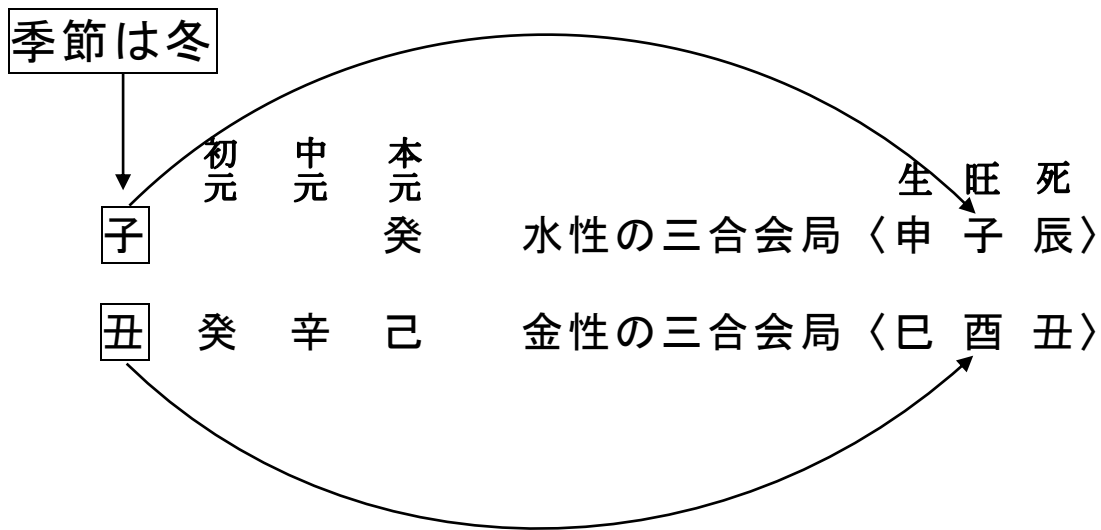 季節は冬
初元 中元 本元 生 旺 死
子 癸 水性の三合会局〈申 子 辰〉
丑 癸 辛 己 金性の三合会局〈巳 酉 丑〉